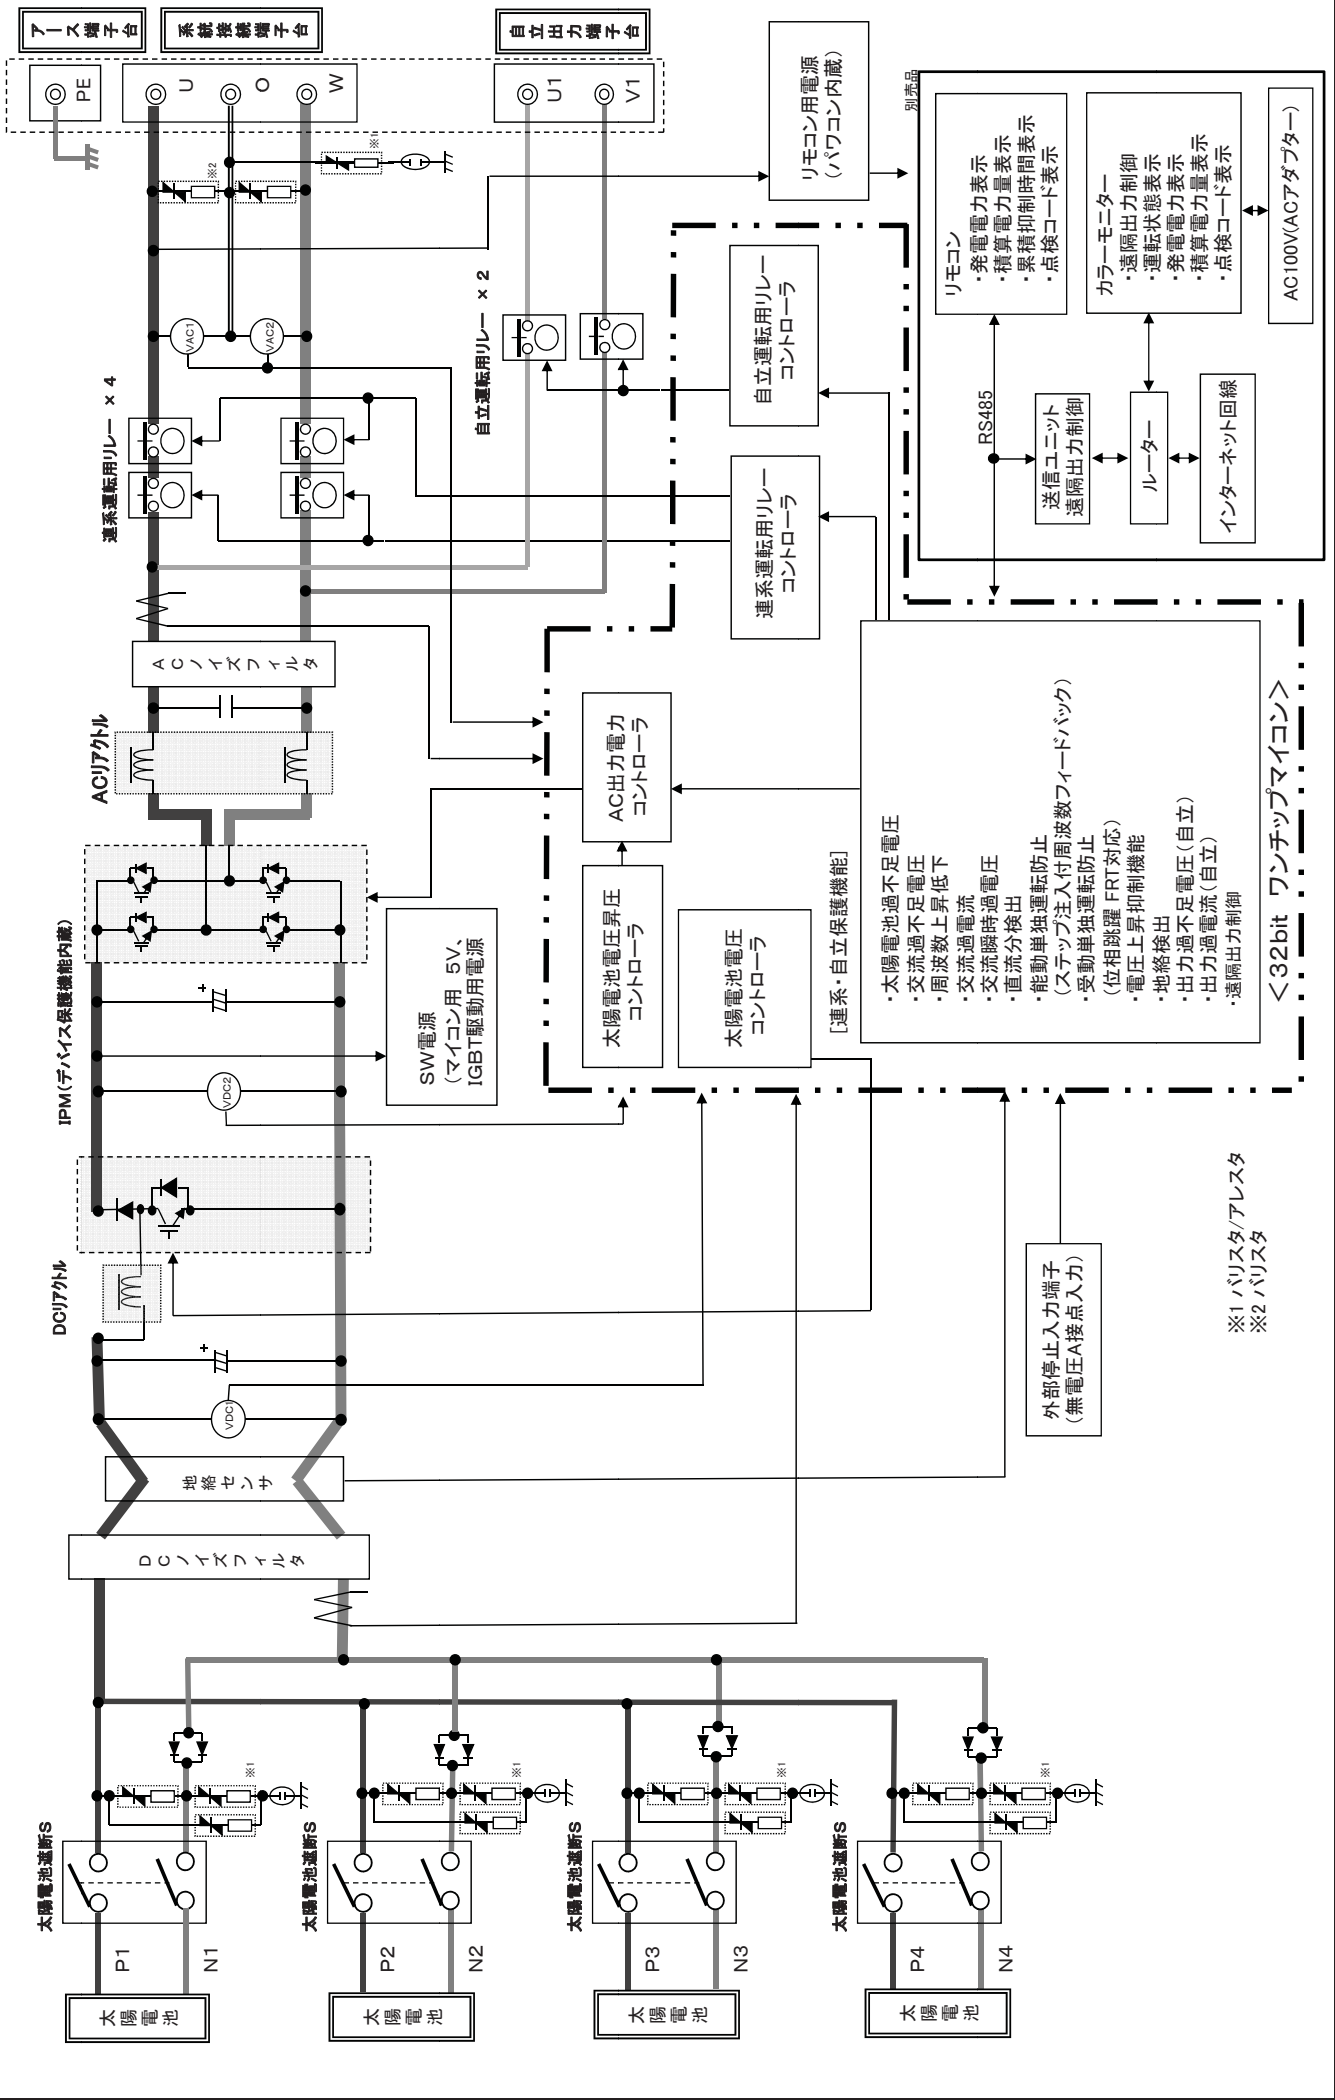 アース端子台
系統接続端子台
自立出力端子台
PE
U
O
W
U1
V1
※1
※2
リモコン用電源
(パワコン内蔵)
別売品
リモコン
・発電電力表示
・積算電力量表示
・累積抑制時間表示
・点検コード表示
カラーモニター
・遠隔出力制御
・運転状態表示
・発電電力表示
・積算電力量表示
・点検コード表示
AC100V(ACアダプター)
RS485
送信ユニット
遠隔出力制御
ルーター
インターネット回線
VAC1
VAC2
連系運転用リレー ×4
自立運転用リレー ×2
自立運転用リレー
コントローラ
連系運転用リレー
コントローラ
ACノイズフィルタ
ACリアクトル
AC出力電力
コントローラ
太陽電池電圧昇圧
コントローラ
太陽電池電圧
コントローラ
[連系・自立保護機能]
・太陽電池過不足電圧
・交流過不足電圧
・周波数上昇低下
・交流過電流
・交流瞬時過電圧
・直流分検出
・能動単独運転防止
(ステップ注入付周波数フィードバック)
・受動単独運転防止
(位相跳躍 FRT対応)
・電圧上昇抑制機能
・地絡検出
・出力過不足電圧(自立)
・出力過電流(自立)
・遠隔出力制御
<32bit ワンチップマイコン>
IPM(デバイス保護機能内蔵)
SW電源
(マイコン用 5V、
IGBT駆動用電源
+
VDC2
DCリアクトル
+
VDC1
地絡センサ
DCノイズフィルタ
外部停止入力端子
(無電圧A接点入力)
※1 バリスタ/アレスタ
※2 バリスタ
太陽電池遮断S
※1
P1
N1
太陽電池
太陽電池遮断S
※1
P2
N2
太陽電池
太陽電池遮断S
※1
P3
N3
太陽電池
太陽電池遮断S
※1
P4
N4
太陽電池